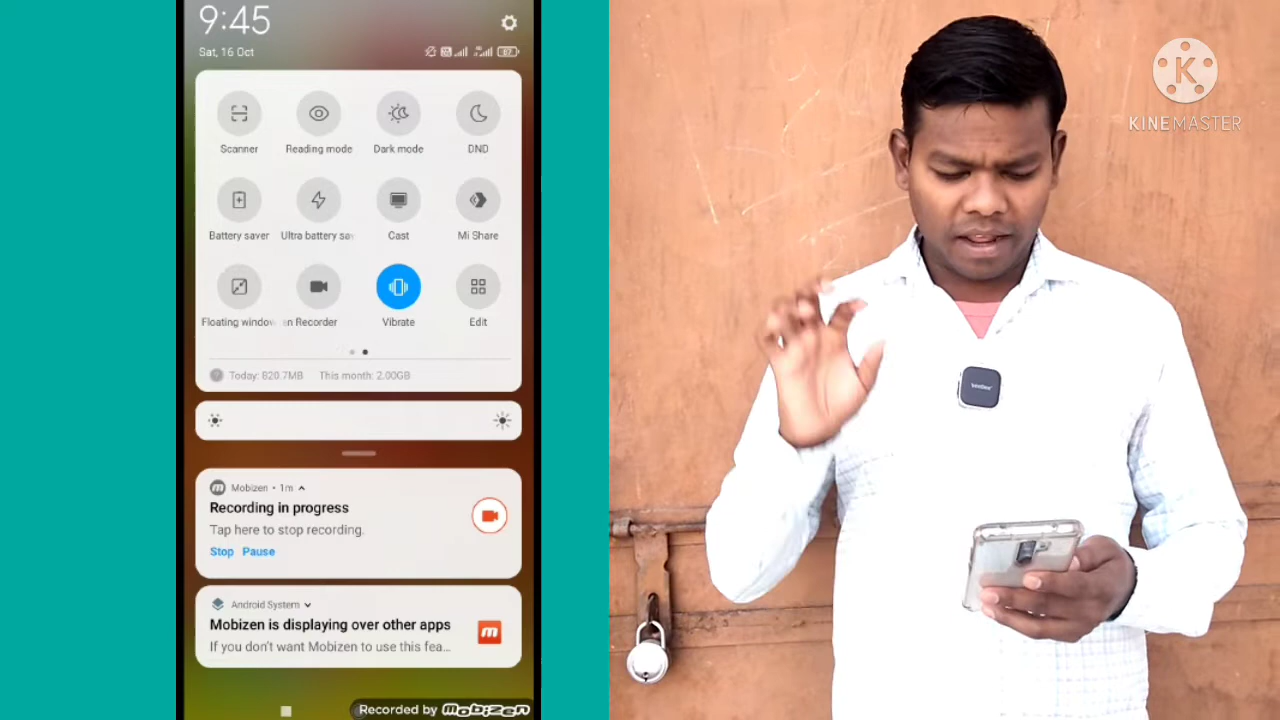 9:45
Sat, 16 Oct
Scanner
Reading mode
Dark mode
DND
Battery saver
Ultra battery sav
Cast
Mi Share
Floating window
en Recorder
Vibrate
Edit
Today: 820.7MB
This month: 2.00GB
Mobizen • 1m
Recording in progress
Tap here to stop recording.
Stop Pause
Android System
Mobizen is displaying over other apps
If you don't want Mobizen to use this fea...
Recorded by mobizen
K
KINEMASTER